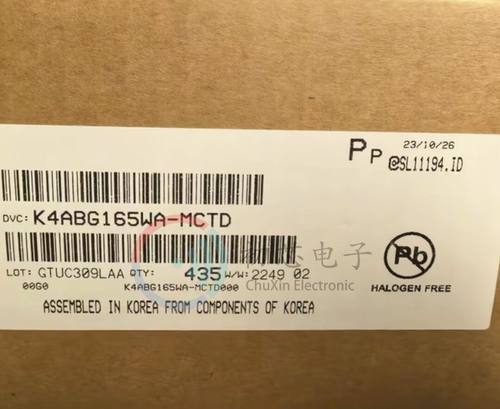 23/10/26
PP @SL11194.ID
DVC: K4ABG165WA-MCTD
LOT: GTUC309LAA QTY: 435 W/W: 2249 02
00G0 K4ABG165WA-MCTD000
Pb
HALOGEN FREE
ASSEMBLED IN KOREA FROM COMPONENTS OF KOREA
电子
ChuXin Electronic